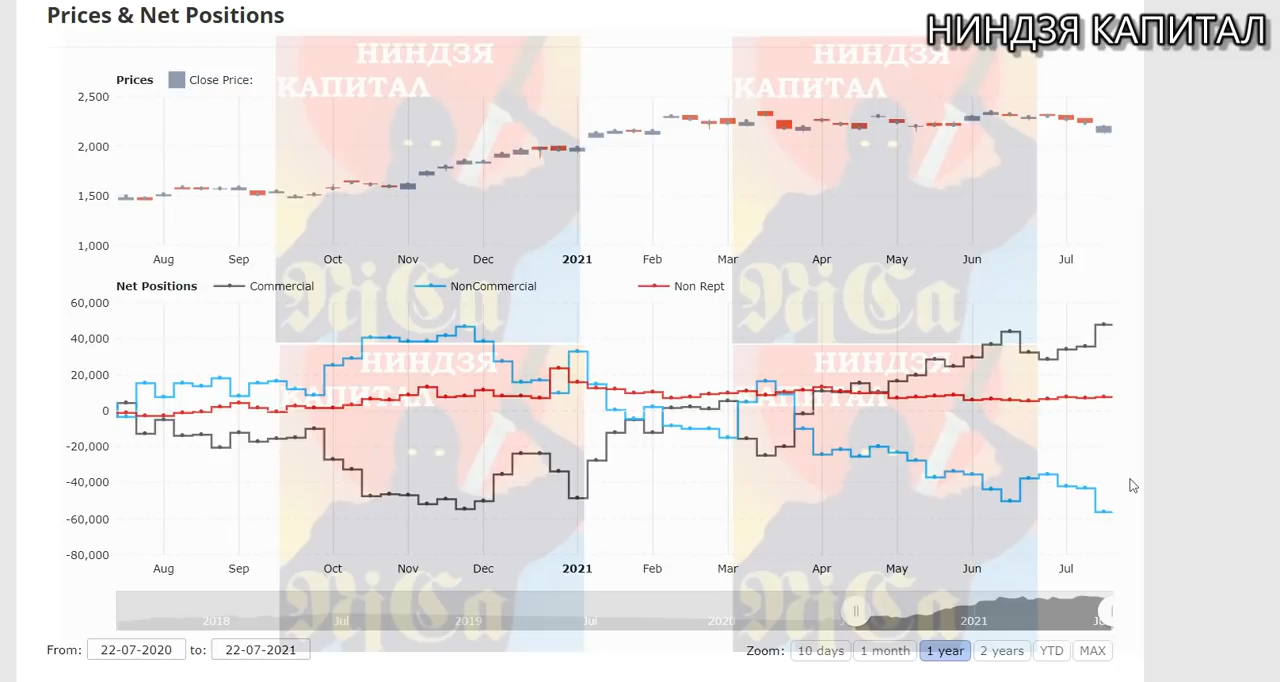 Prices & Net Positions
НИНДЗЯ КАПИТАЛ
НИНДЗЯ
КАПИТАЛ
НИНДЗЯ
КАПИТАЛ
Prices Close Price:
2,500
2,000
1,500
1,000
Aug Sep Oct Nov Dec 2021 Feb Mar Apr May Jun Jul
Net Positions Commercial NonCommercial Non Rept
NjCa NjCa
60,000
40,000
20,000
0
-20,000
-40,000
-60,000
-80,000
НИНДЗЯ
КАПИТАЛ
НИНДЗЯ
КАПИТАЛ
Aug Sep Oct Nov Dec 2021 Feb Mar Apr May Jun Jul
NjCa NjCa
2018 Jul 2019 Jul 2020 2021
From: 22-07-2020 to: 22-07-2021 Zoom: 10 days 1 month 1 year 2 years YTD MAX